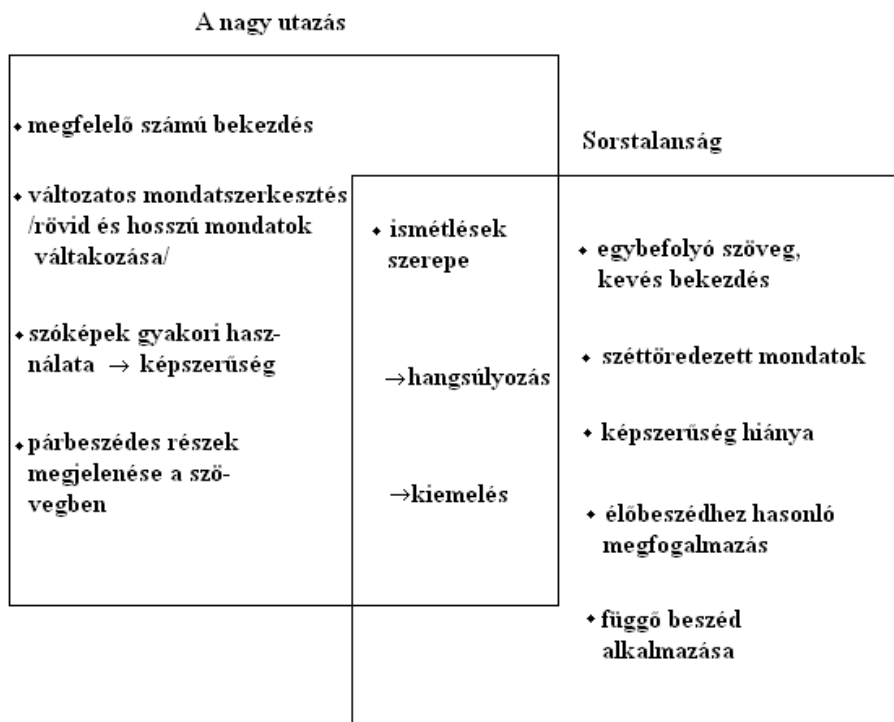 A nagy utazás
⬥ megfelelő számú bekezdés
⬥ változatos mondatszerkesztés
/rövid és hosszú mondatok
váltakozása/
⬥ szóképek gyakori hasz-
nálata → képszerűség
⬥ párbeszédes részek
megjelenése a szö-
vegben
⬥ ismétlések
szerepe
→hangsúlyozás
→kiemelés
Sorstalanság
⬥ egybefolyó szöveg,
kevés bekezdés
⬥ széttöredezett mondatok
⬥ képszerűség hiánya
⬥ élőbeszédhez hasonló
megfogalmazás
⬥ függő beszéd
alkalmazása